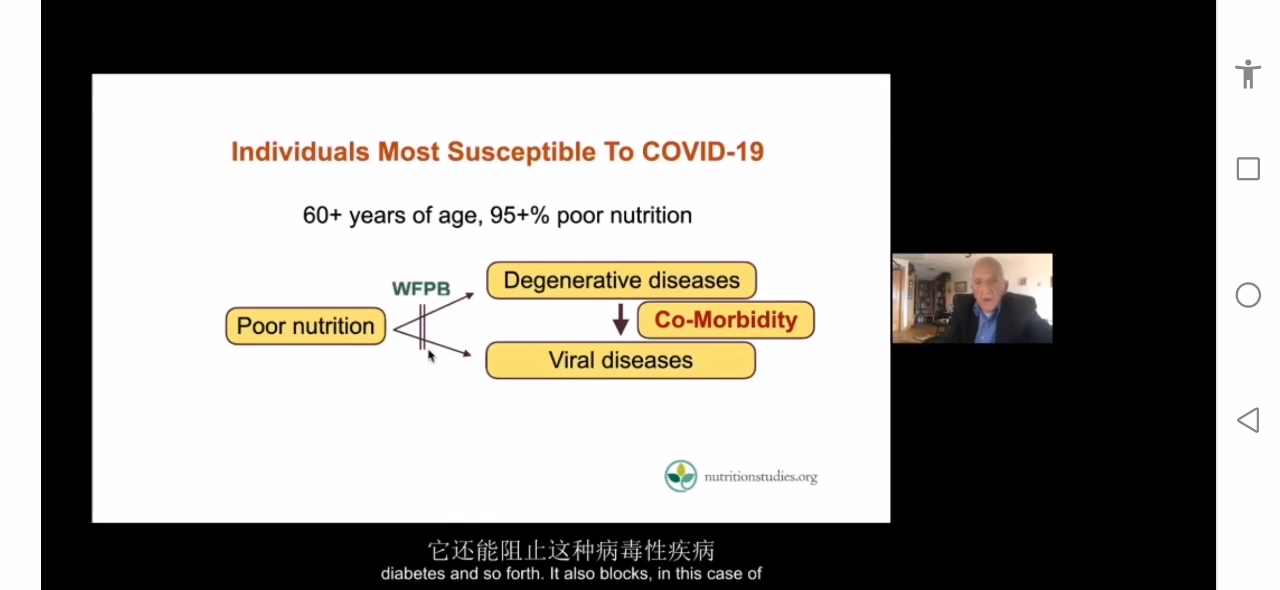 Individuals Most Susceptible To COVID-19
60+ years of age, 95+% poor nutrition
WFPB
Degenerative diseases
Poor nutrition
Co-Morbidity
Viral diseases
nutritionstudies.org
它还能阻止这种病毒性疾病
diabetes and so forth. It also blocks, in this case of